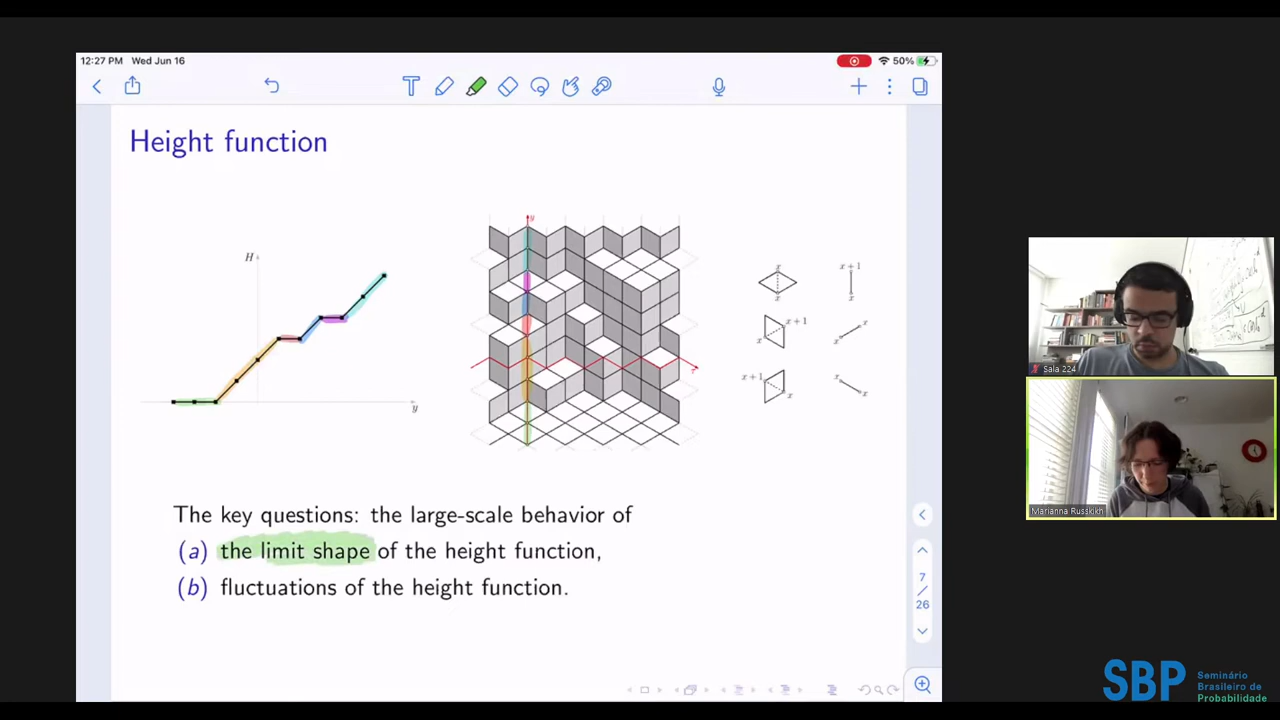 12:27 PM Wed Jun 16
50%
Height function
H
y
y
x
x
x+1
x
x+1
x
x
x
x+1
x
x
x
The key questions: the large-scale behavior of
(a) the limit shape of the height function,
(b) fluctuations of the height function.
7
/
26
Sala 224
Marianna Russkikh
SBP
Seminário
Brasileiro de
Probabilidade